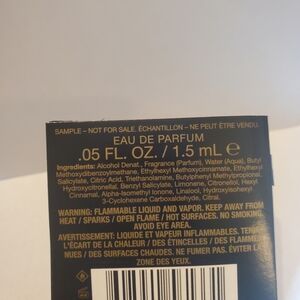 SAMPLE – NOT FOR SALE. ÉCHANTILLON – NE PEUT ÊTRE VENDU.
EAU DE PARFUM
.05 FL. OZ. / 1.5 mL ℮
Ingredients: Alcohol Denat., Fragrance (Parfum), Water (Aqua), Butyl
Methoxydibenzoylmethane, Ethylhexyl Methoxycinnamate, Ethylhexyl
Salicylate, Citric Acid, Triethanolamine, Butylphenyl Methylpropional,
Hydroxycitronellal, Benzyl Salicylate, Limonene, Citronellol, Hexyl
Cinnamal, Alpha-Isomethyl Ionone, Linalool, Hydroxyisohexyl
3-Cyclohexene Carboxaldehyde, Citral.
WARNING: FLAMMABLE LIQUID AND VAPOR. KEEP AWAY FROM
HEAT / SPARKS / OPEN FLAME / HOT SURFACES. NO SMOKING.
AVOID EYE AREA.
AVERTISSEMENT: LIQUIDE ET VAPEUR INFLAMMABLES.
L'ÉCART DE LA CHALEUR / DES ÉTINCELLES / DES FLAMMES
NUES / DES SURFACES CHAUDES. NE PAS FUMER. ÉVITER LA
ZONE DES YEUX.